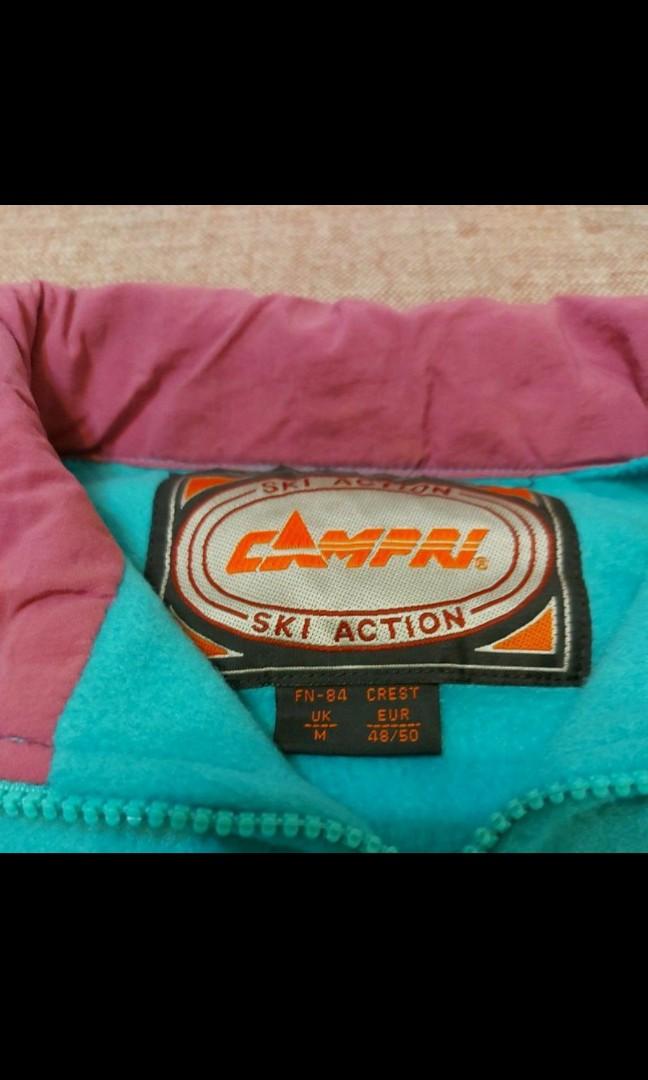 SKI ACTION
CAMPRI®
SKI ACTION
FN-84 CREST
UK EUR
M 48/50